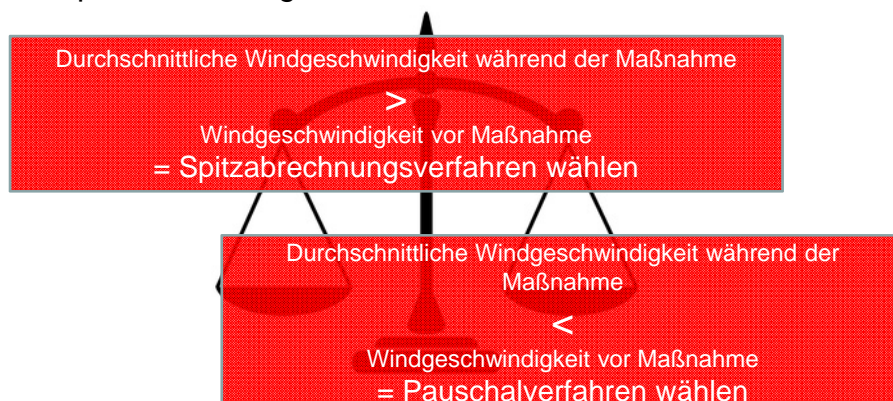 Durchschnittliche Windgeschwindigkeit während der Maßnahme
>
Windgeschwindigkeit vor Maßnahme
= Spitzabrechnungsverfahren wählen
Durchschnittliche Windgeschwindigkeit während der
Maßnahme
<
Windgeschwindigkeit vor Maßnahme
= Pauschalverfahren wählen